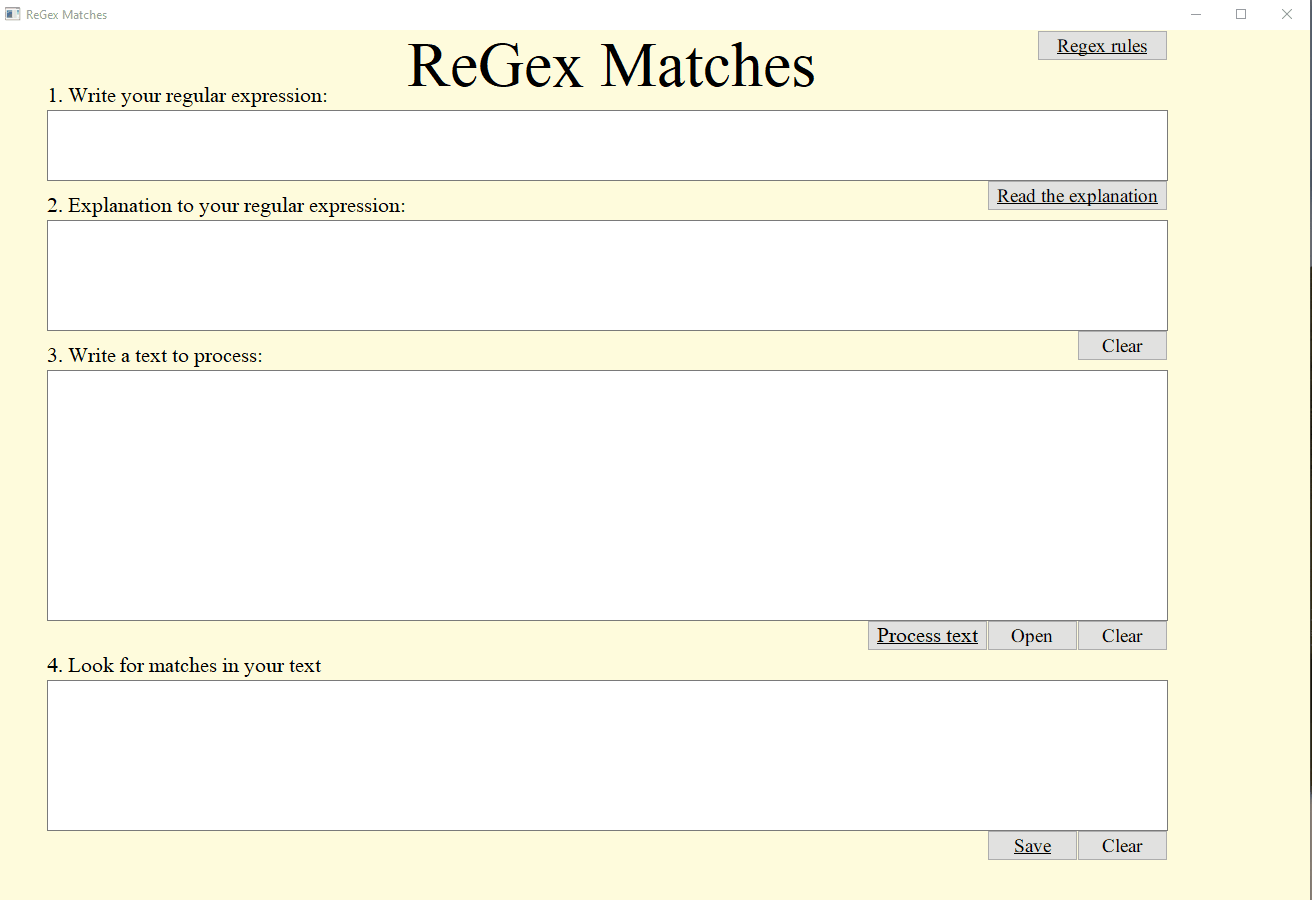 ReGex Matches
ReGex Matches
Regex rules
1. Write your regular expression:
Read the explanation
2. Explanation to your regular expression:
Clear
3. Write a text to process:
Process text
Open
Clear
4. Look for matches in your text
Save
Clear